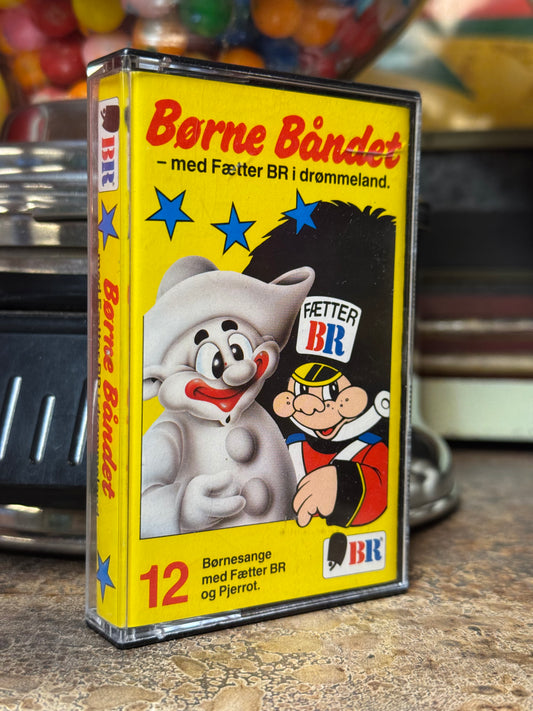 Børne Båndet
– med Fætter BR i drømmeland.
FÆTTER
BR
12
Børnesange
med Fætter BR
og Pjerrot.
BR
BR
Børne Båndet